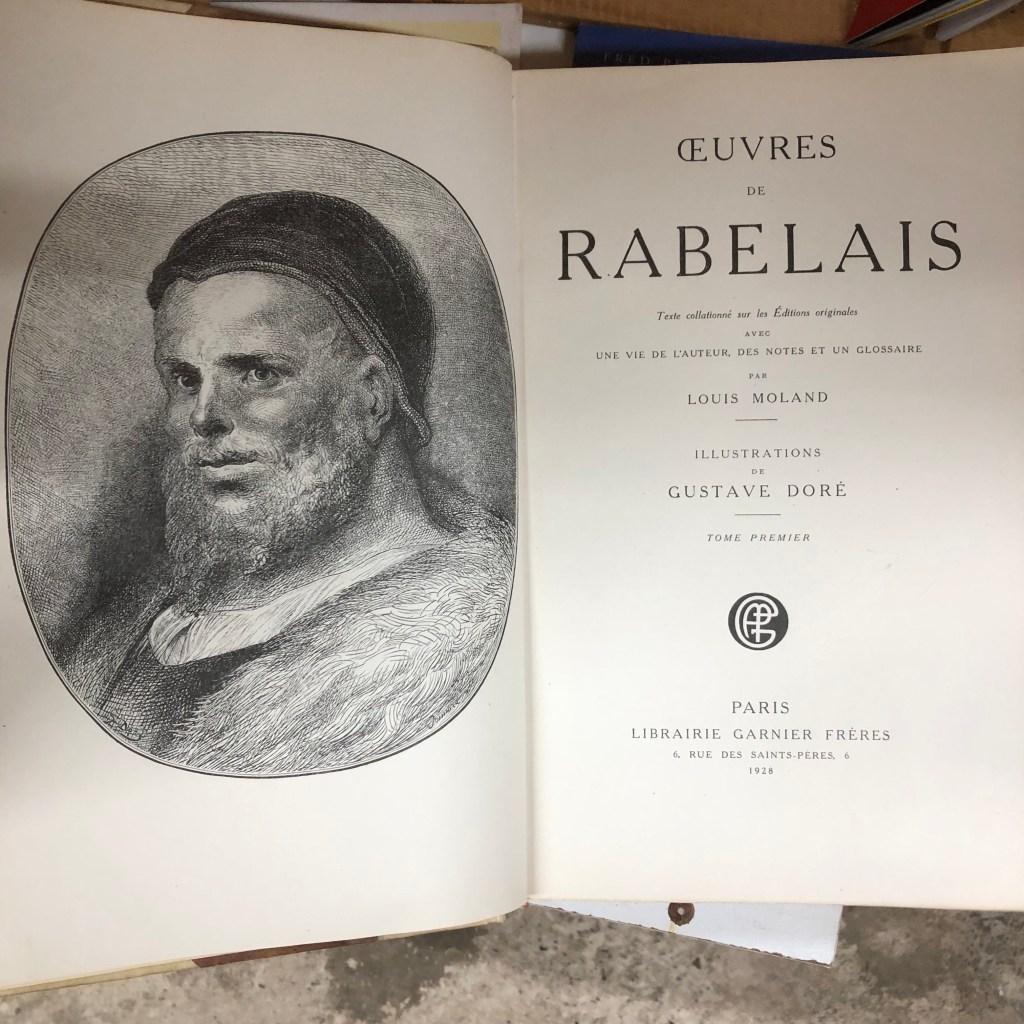 FRED
ŒUVRES
DE
RABELAIS
Texte collationné sur les Éditions originales
AVEC
UNE VIE DE L'AUTEUR, DES NOTES ET UN GLOSSAIRE
PAR
LOUIS MOLAND
ILLUSTRATIONS
DE
GUSTAVE DORÉ
TOME PREMIER
PARIS
LIBRAIRIE GARNIER FRÈRES
6, RUE DES SAINTS-PÈRES, 6
1928